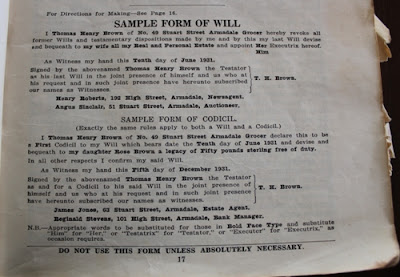 For Directions for Making—See Page 18.
SAMPLE FORM OF WILL
I Thomas Henry Brown of No. 49 Stuart Street Armadale Grocer hereby revoke all
former Wills and testamentary dispositions made by me and by this my last Will devise
and bequeath to my wife all my Real and Personal Estate and appoint Her Executrix hereof.
Him
As Witness my hand this Tenth day of June 1931.
Signed by the abovenamed Thomas Henry Brown the Testator
as his last Will in the joint presence of himself and us who at
his request and in such joint presence have hereunto subscribed
our names as Witnesses.
T. H. Brown.
Henry Roberts, 102 High Street, Armadale, Newsagent.
Angus Sinclair, 51 Stuart Street, Armadale, Auctioneer.
SAMPLE FORM OF CODICIL.
(Exactly the same rules apply to both a Will and a Codicil.)
I Thomas Henry Brown of No. 49 Stuart Street Armadale Grocer declare this to be
a First Codicil to my Will which bears date the Tenth day of June 1931 and devise and
bequeath to my daughter Rose Brown a legacy of Fifty pounds sterling free of duty.
In all other respects I confirm my said Will.
As Witness my hand this Fifth day of December 1931.
Signed by the abovenamed Thomas Henry Brown the Testator
as and for a Codicil to his said Will in the joint presence of
himself and us who at his request and in such joint presence
have hereunto subscribed our names as witnesses.
T. H. Brown.
James Jones, 63 Stuart Street, Armadale, Estate Agent.
Reginald Stevens, 101 High Street, Armadale, Bank Manager.
N.B.—Appropriate words to be substituted for those in Bold Face Type and substitute
"Him" for "Her," or "Testatrix" for "Testator," or "Executor" for "Executrix," as
occasion requires.
DO NOT USE THIS FORM UNLESS ABSOLUTELY NECESSARY.
17